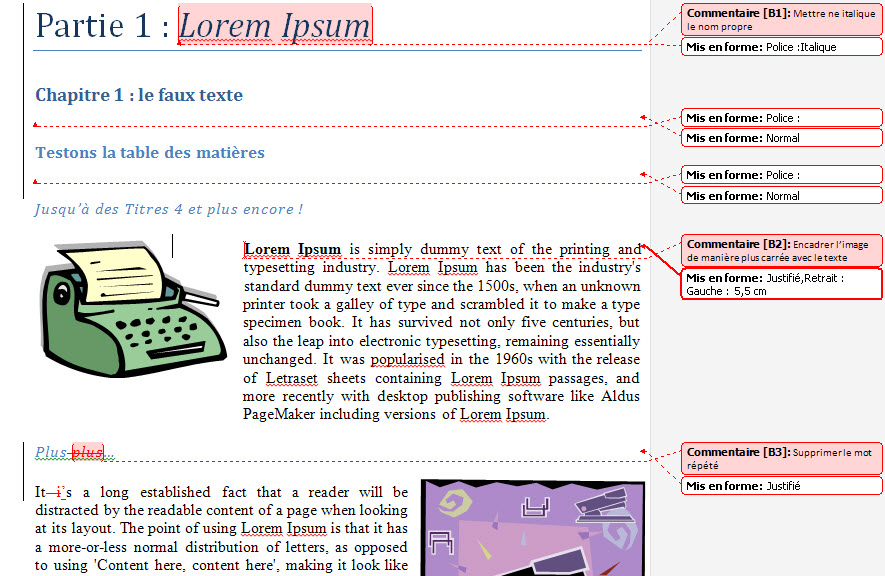 Partie 1 : Lorem Ipsum
Commentaire [B1]: Mettre ne italique
le nom propre
Mis en forme: Police :Italique
Chapitre 1 : le faux texte
Mis en forme: Police :
Mis en forme: Normal
Testons la table des matières
Mis en forme: Police :
Mis en forme: Normal
Jusqu'à des Titres 4 et plus encore !
Lorem Ipsum is simply dummy text of the printing and
typesetting industry. Lorem Ipsum has been the industry's
standard dummy text ever since the 1500s, when an unknown
printer took a galley of type and scrambled it to make a type
specimen book. It has survived not only five centuries, but
also the leap into electronic typesetting, remaining essentially
unchanged. It was popularised in the 1960s with the release
of Letraset sheets containing Lorem Ipsum passages, and
more recently with desktop publishing software like Aldus
PageMaker including versions of Lorem Ipsum.
Commentaire [B2]: Encadrer l'image
de manière plus carrée avec le texte
Mis en forme: Justifié,Retrait :
Gauche : 5,5 cm
Plus plus...
Commentaire [B3]: Supprimer le mot
répété
Mis en forme: Justifié
It i's a long established fact that a reader will be
distracted by the readable content of a page when looking
at its layout. The point of using Lorem Ipsum is that it has
a more-or-less normal distribution of letters, as opposed
to using 'Content here, content here', making it look like